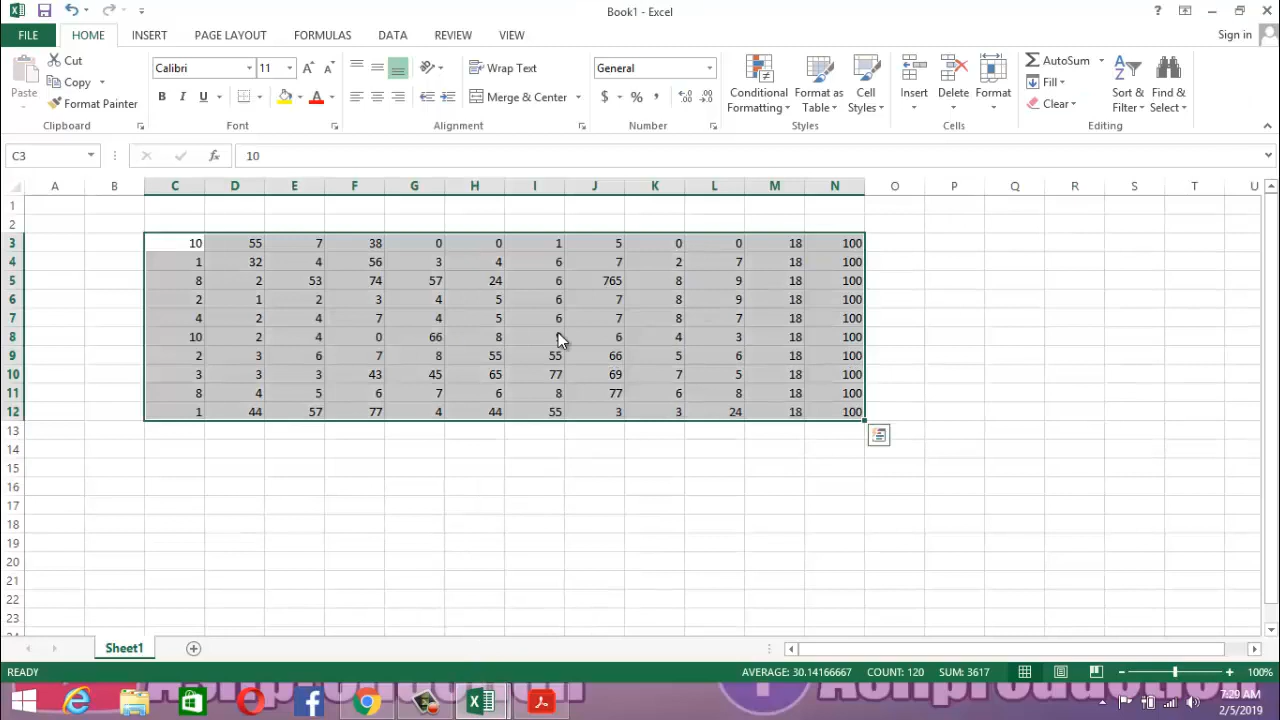 Book1 - Excel
?
FILE HOME INSERT PAGE LAYOUT FORMULAS DATA REVIEW VIEW Sign in
Paste
Cut
Copy
Format Painter
Clipboard
Calibri 11
B I U A
Font
Wrap Text
Merge & Center
Alignment
General
$ % ,
Number
Conditional Formatting
Format as Table
Cell Styles
Styles
Insert Delete Format
Cells
AutoSum
Fill
Clear
Sort & Filter
Find & Select
Editing
C3 fx 10
A B C D E F G H I J K L M N O P Q R S T U
1
2
3 10 55 7 38 0 0 1 5 0 0 18 100
4 1 32 4 56 3 4 6 7 2 7 18 100
5 8 2 53 74 57 24 6 765 8 9 18 100
6 2 1 2 3 4 5 6 7 8 9 18 100
7 4 2 4 7 4 5 6 7 8 7 18 100
8 10 2 4 0 66 8 6 4 3 18 100
9 2 3 6 7 8 55 55 66 5 6 18 100
10 3 3 3 43 45 65 77 69 7 5 18 100
11 8 4 5 6 7 6 8 77 6 8 18 100
12 1 44 57 77 4 44 55 3 3 24 18 100
13
14
15
16
17
18
19
20
21
22
23
Sheet1
READY AVERAGE: 30.14166667 COUNT: 120 SUM: 3617 100%
7:29 AM
2/5/2019